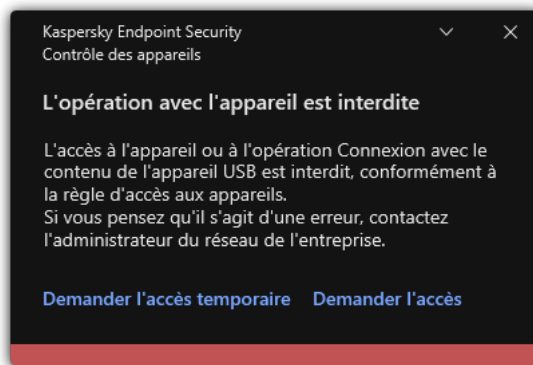 Kaspersky Endpoint Security
Contrôle des appareils
L'opération avec l'appareil est interdite
L'accès à l'appareil ou à l'opération Connexion avec le
contenu de l'appareil USB est interdit, conformément à
la règle d'accès aux appareils.
Si vous pensez qu'il s'agit d'une erreur, contactez
l'administrateur du réseau de l'entreprise.
Demander l'accès temporaire Demander l'accès